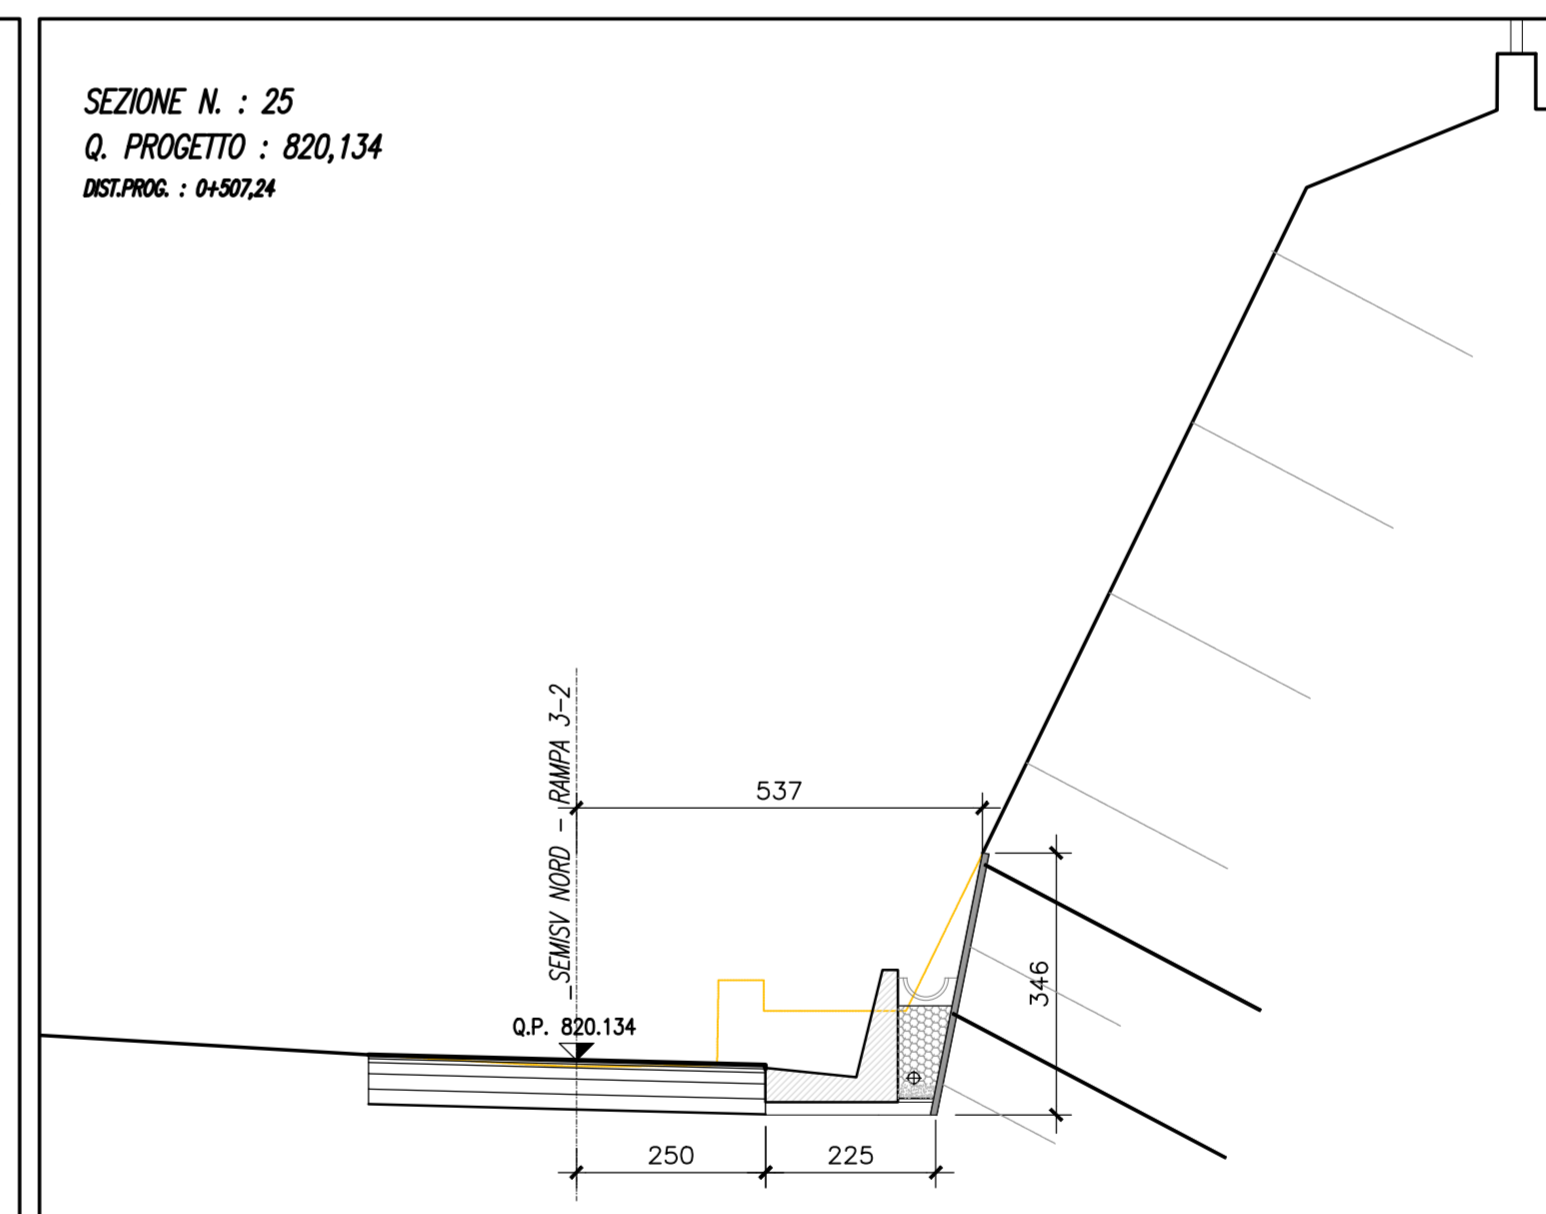 SEZIONE N. : 25
Q. PROGETTO : 820,134
DIST.PROG. : 0+507,24
SEMISV NORD - RAMPA 3-2
537
346
Q.P. 820.134
250
225